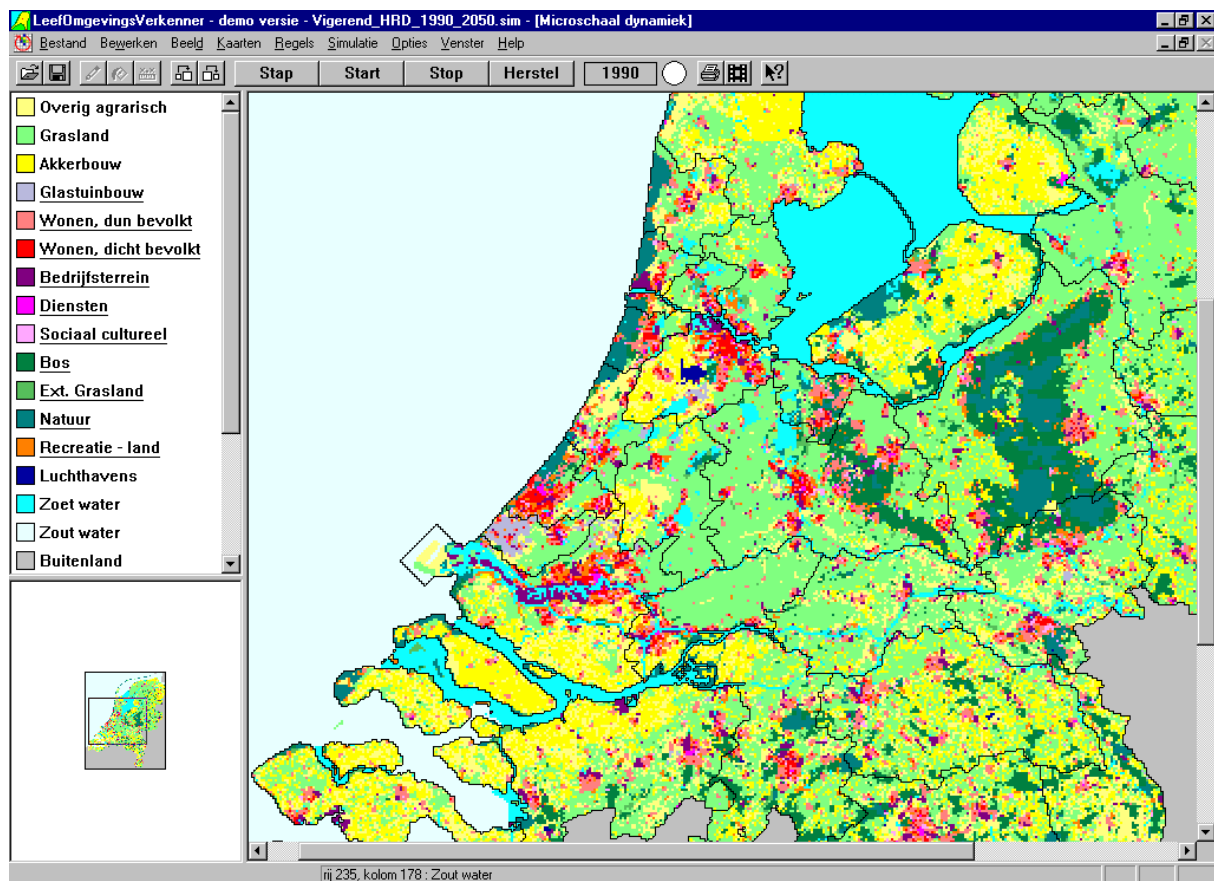 LeefOmgevingsVerkenner - demo versie - Vigerend_HRD_1990_2050.sim - [Microschaal dynamiek]
Bestand Bewerken Beeld Kaarten Regels Simulatie Opties Venster Help
Stap Start Stop Herstel 1990
Overig agrarisch
Grasland
Akkerbouw
Glastuinbouw
Wonen, dun bevolkt
Wonen, dicht bevolkt
Bedrijfsterrein
Diensten
Sociaal cultureel
Bos
Ext. Grasland
Natuur
Recreatie - land
Luchthavens
Zoet water
Zout water
Buitenland
rij 235, kolom 178 : Zout water